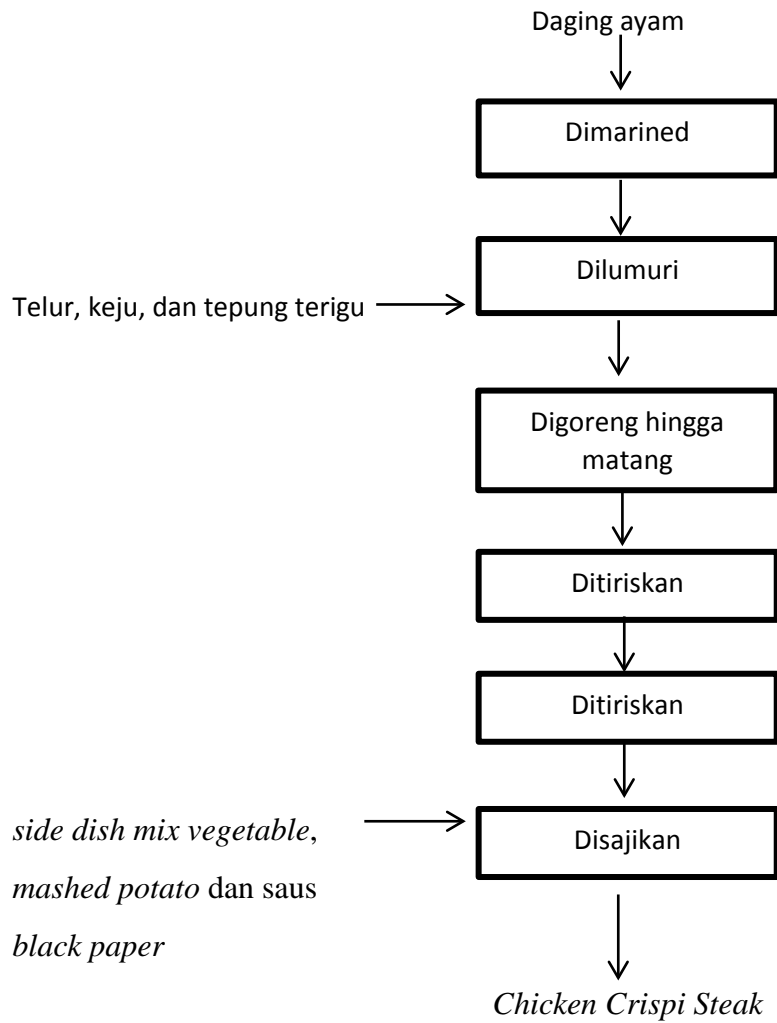 Daging ayam
Dimarined
Dilumuri
Telur, keju, dan tepung terigu
Digoreng hingga
matang
Ditiriskan
Ditiriskan
Disajikan
side dish mix vegetable,
mashed potato dan saus
black paper
Chicken Crispi Steak